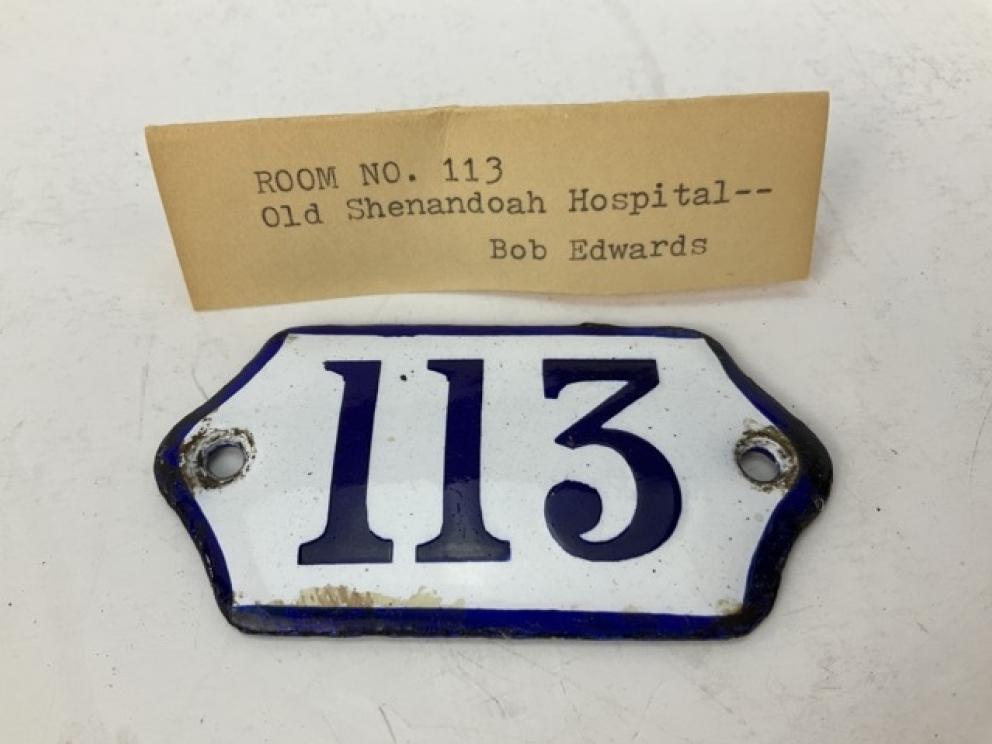 ROOM NO. 113
Old Shenandoah Hospital--
Bob Edwards
113